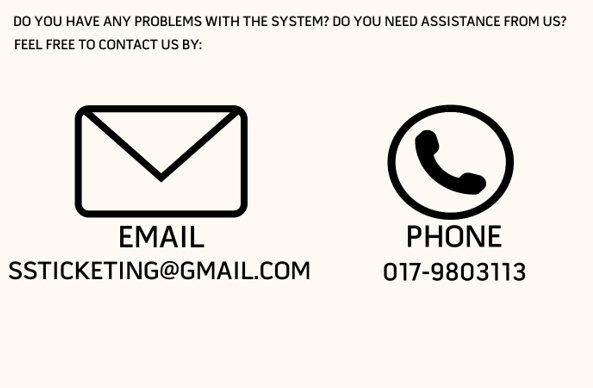 DO YOU HAVE ANY PROBLEMS WITH THE SYSTEM? DO YOU NEED ASSISTANCE FROM US?
FEEL FREE TO CONTACT US BY:
EMAIL
SSTICKETING@GMAIL.COM
PHONE
017-9803113